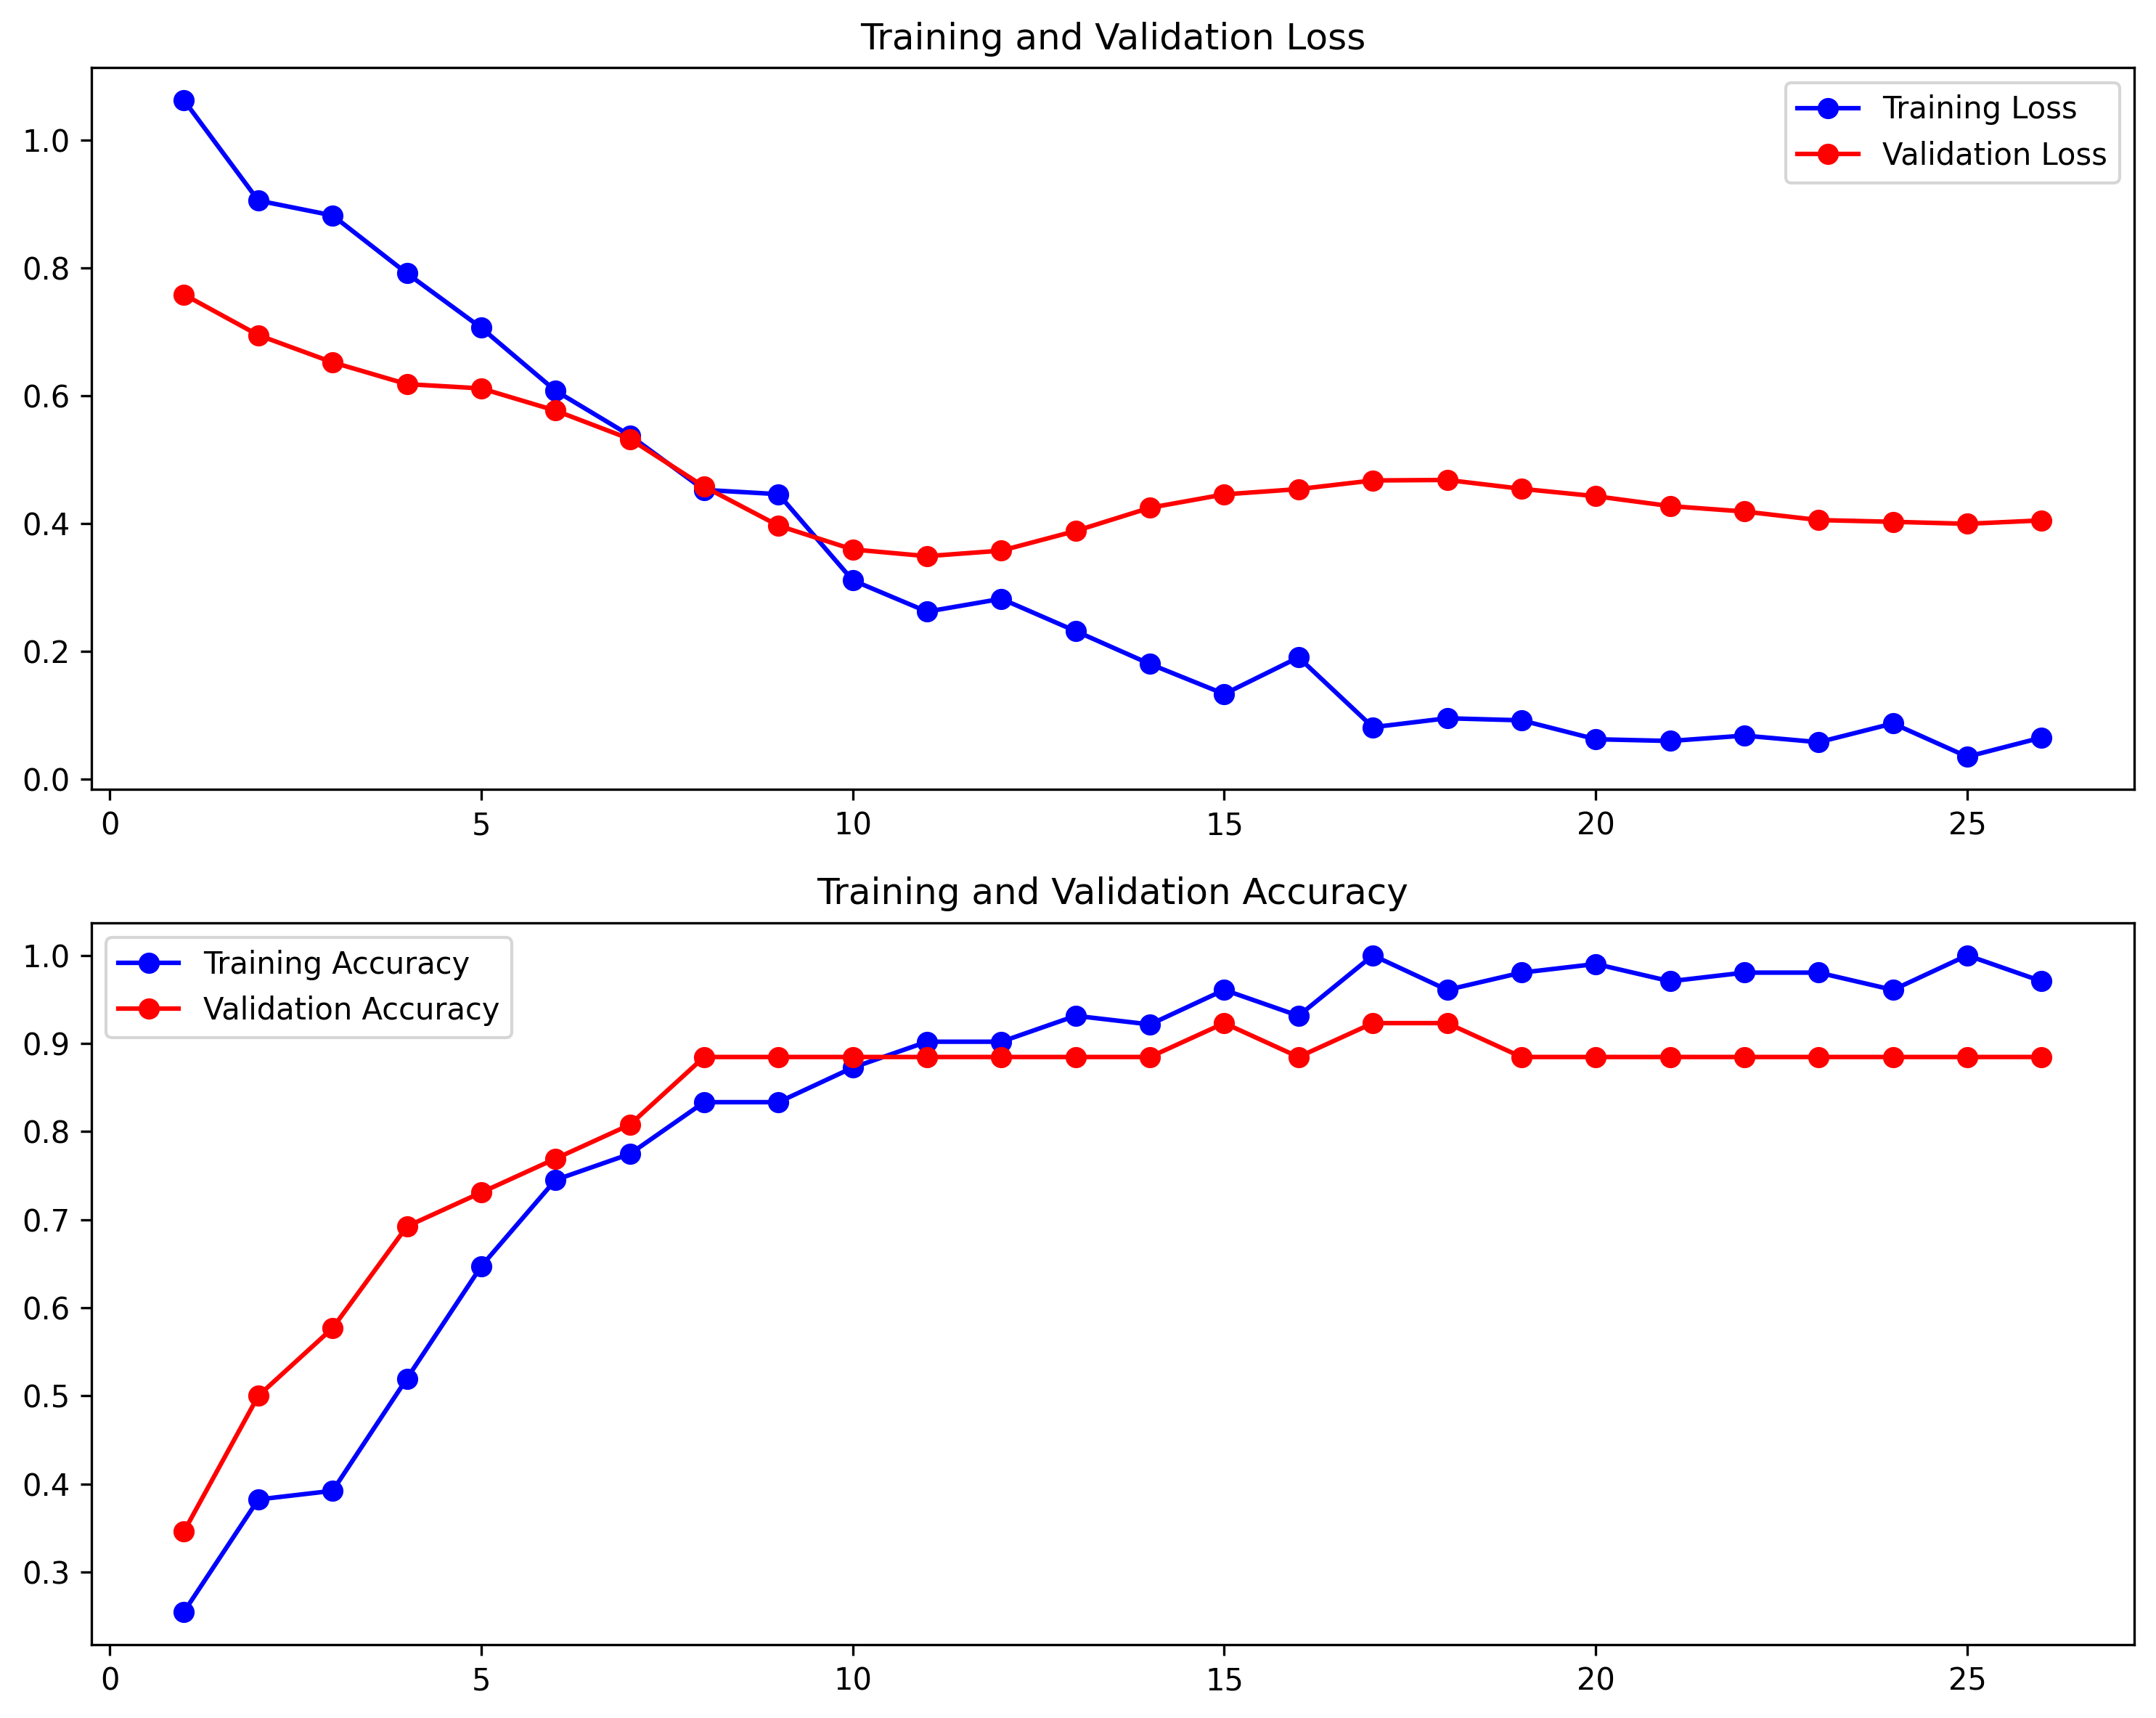 Training and Validation Loss
Training Loss
Validation Loss
1.0
0.8
0.6
0.4
0.2
0.0
0 5 10 15 20 25
Training and Validation Accuracy
Training Accuracy
Validation Accuracy
1.0
0.9
0.8
0.7
0.6
0.5
0.4
0.3
0 5 10 15 20 25